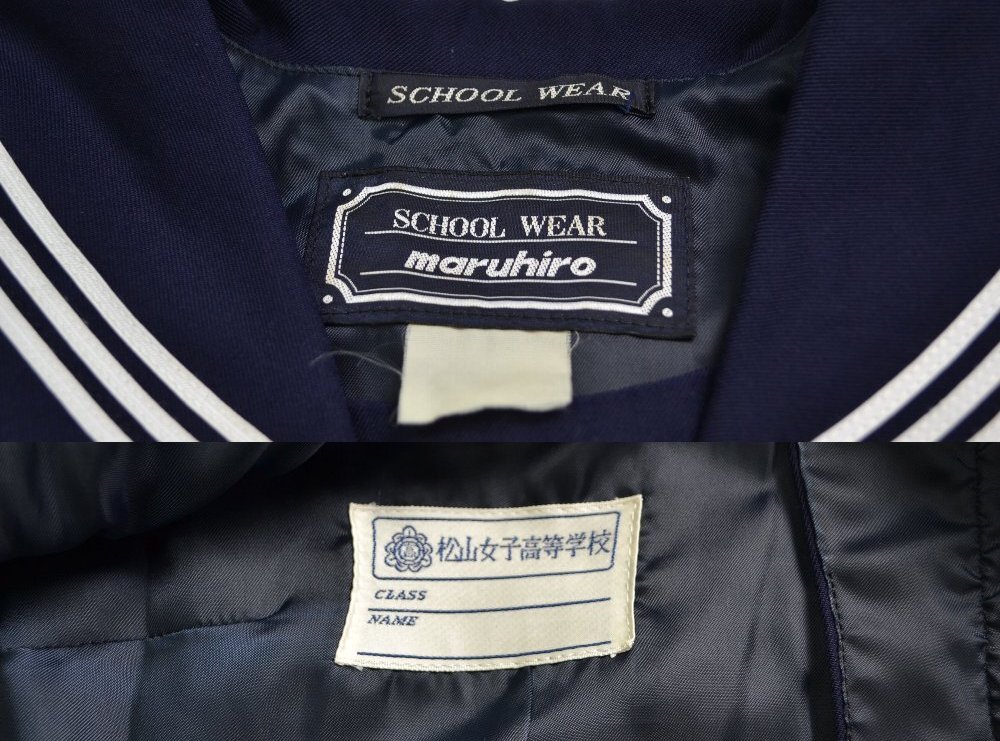 SCHOOL WEAR
SCHOOL WEAR
maruhiro
松山女子高等学校
CLASS
NAME